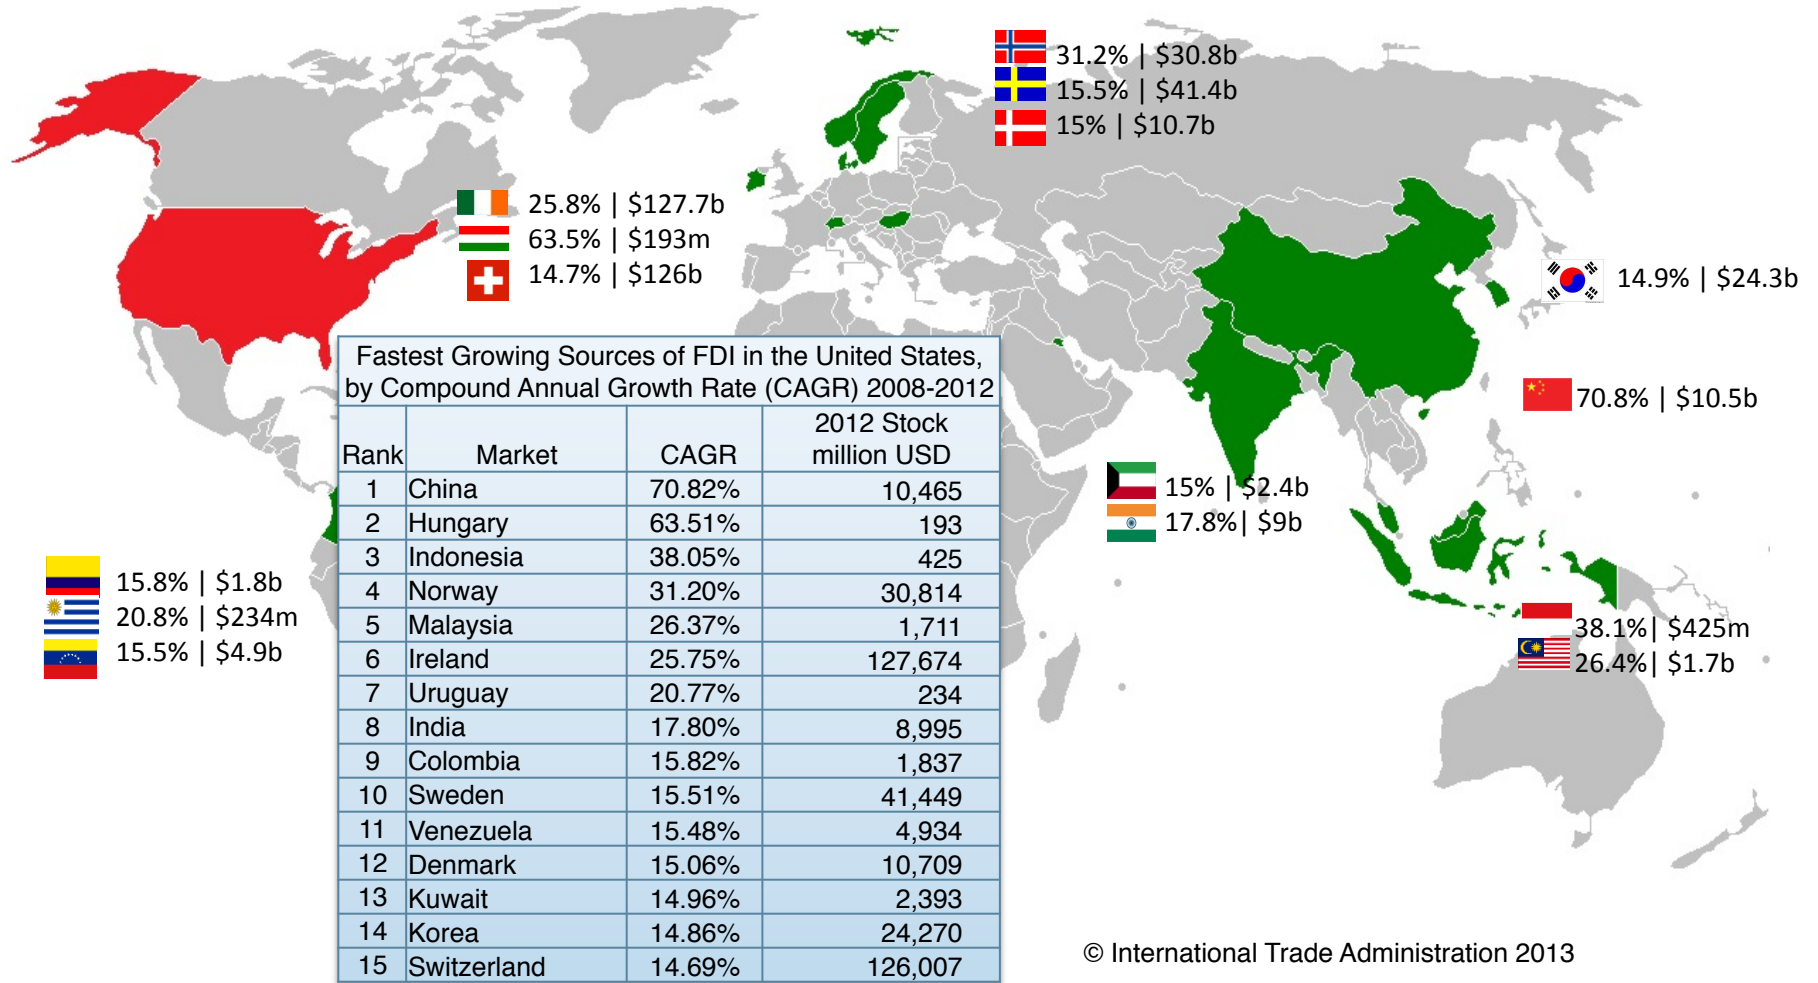 31.2% | $30.8b
15.5% | $41.4b
15% | $10.7b
25.8% | $127.7b
63.5% | $193m
14.7% | $126b
14.9% | $24.3b
70.8% | $10.5b
15% | $2.4b
17.8%| $9b
15.8% | $1.8b
20.8% | $234m
15.5% | $4.9b
38.1%| $425m
26.4%| $1.7b
Fastest Growing Sources of FDI in the United States,
by Compound Annual Growth Rate (CAGR) 2008-2012
Rank Market CAGR 2012 Stock
million USD
1 China 70.82% 10,465
2 Hungary 63.51% 193
3 Indonesia 38.05% 425
4 Norway 31.20% 30,814
5 Malaysia 26.37% 1,711
6 Ireland 25.75% 127,674
7 Uruguay 20.77% 234
8 India 17.80% 8,995
9 Colombia 15.82% 1,837
10 Sweden 15.51% 41,449
11 Venezuela 15.48% 4,934
12 Denmark 15.06% 10,709
13 Kuwait 14.96% 2,393
14 Korea 14.86% 24,270
15 Switzerland 14.69% 126,007
© International Trade Administration 2013